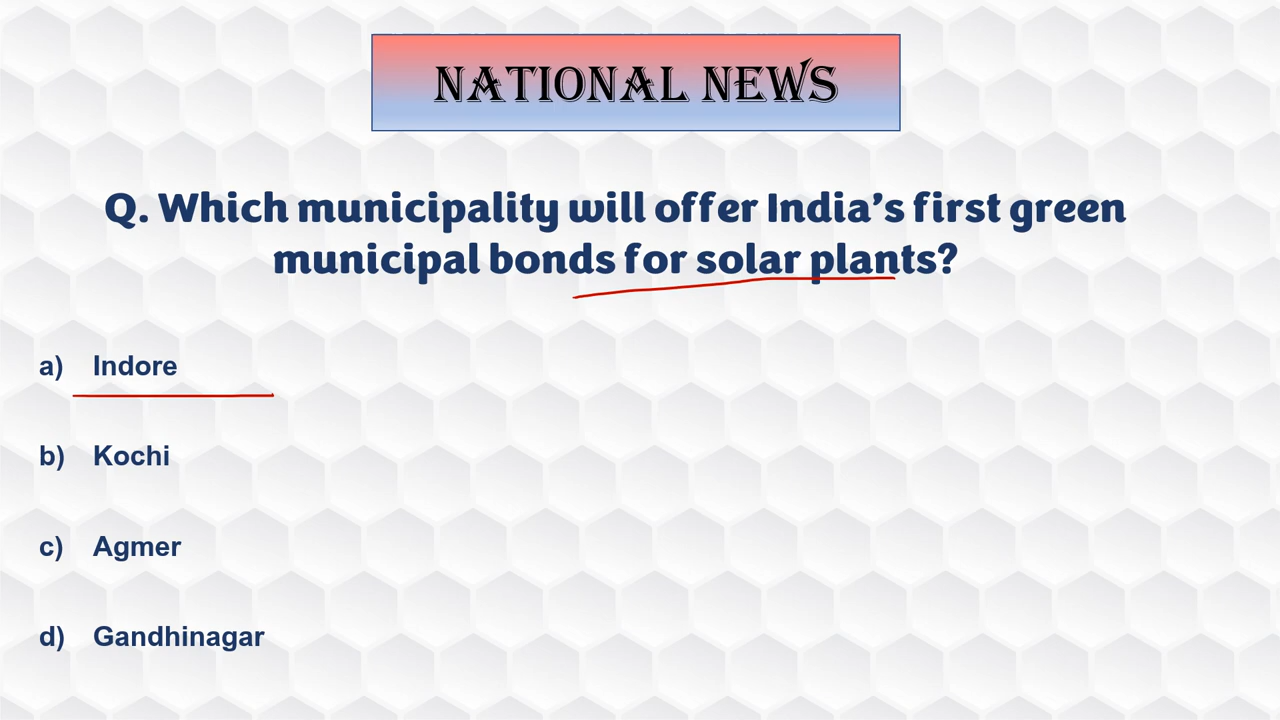 NATIONAL NEWS
Q. Which municipality will offer India's first green
municipal bonds for solar plants?
a) Indore
b) Kochi
c) Agmer
d) Gandhinagar